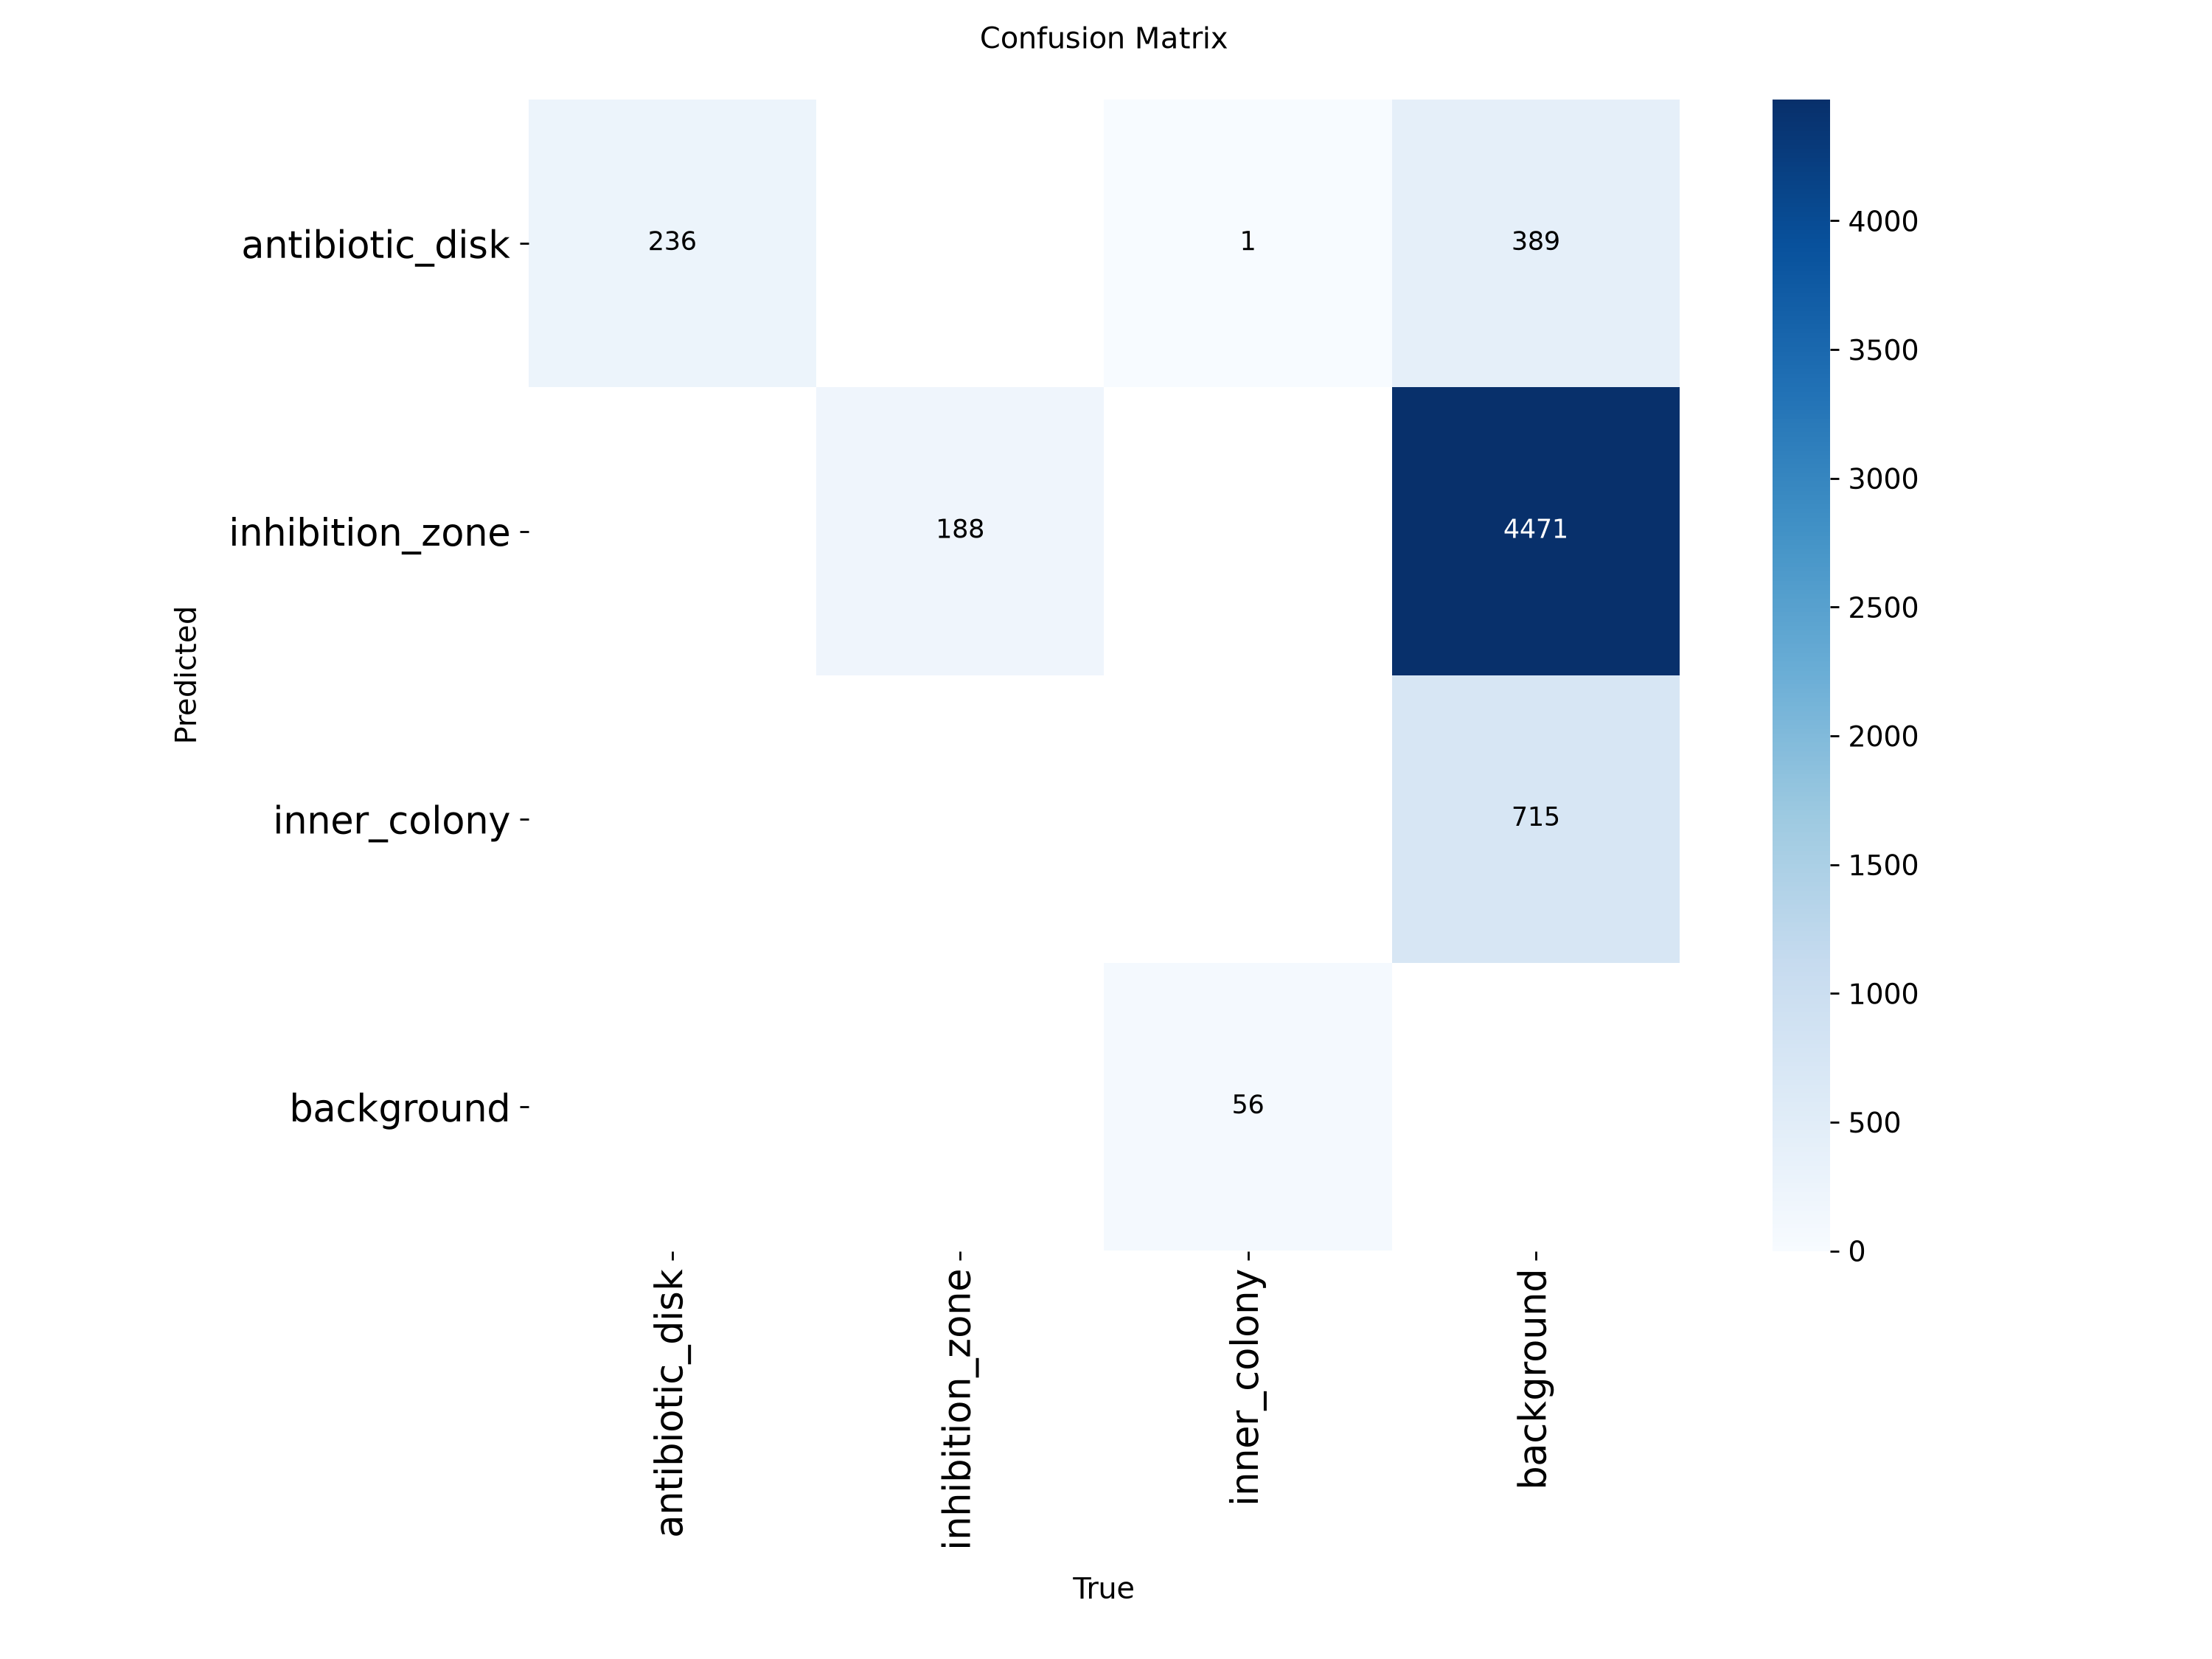 Confusion Matrix
antibiotic_disk
236
1
389
inhibition_zone
188
4471
inner_colony
715
background
56
Predicted
antibiotic_disk
inhibition_zone
inner_colony
background
True
4000
3500
3000
2500
2000
1500
1000
500
0